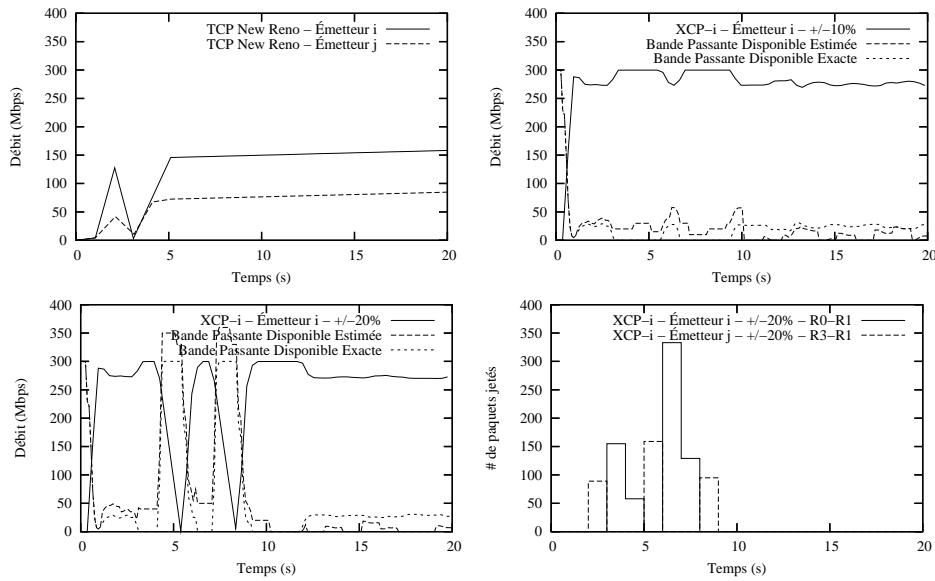 400
350
300
250
200
150
100
50
0
0 5 10 15 20
Débit (Mbps)
Temps (s)
TCP New Reno – Émetteur i
TCP New Reno – Émetteur j
400
350
300
250
200
150
100
50
0
0 5 10 15 20
Débit (Mbps)
Temps (s)
XCP–i – Émetteur i – +/–10%
Bande Passante Disponible Estimée
Bande Passante Disponible Exacte
400
350
300
250
200
150
100
50
0
0 5 10 15 20
Débit (Mbps)
Temps (s)
XCP–i – Émetteur i – +/–20%
Bande Passante Disponible Estimée
Bande Passante Disponible Exacte
400
350
300
250
200
150
100
50
0
0 5 10 15 20
# de paquets jetés
Temps (s)
XCP–i – Émetteur i – +/–20% – R0–R1
XCP–i – Émetteur j – +/–20% – R3–R1